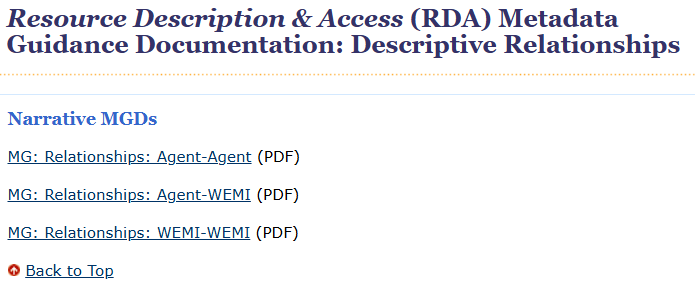 Resource Description & Access (RDA) Metadata
Guidance Documentation: Descriptive Relationships
Narrative MGDs
MG: Relationships: Agent-Agent (PDF)
MG: Relationships: Agent-WEMI (PDF)
MG: Relationships: WEMI-WEMI (PDF)
Back to Top